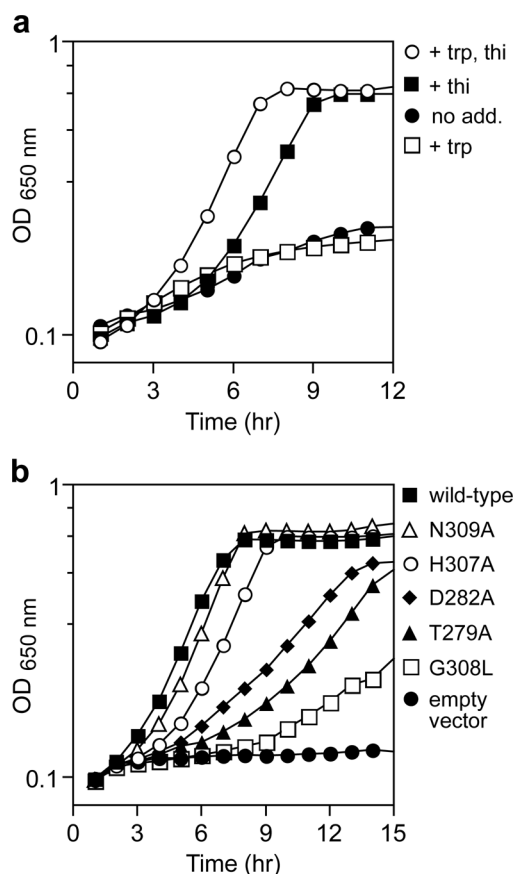 a
1
OD 650 nm
0.1
0
3
6
9
12
Time (hr)
+ trp, thi
+ thi
no add.
+ trp
b
1
OD 650 nm
0.1
0
3
6
9
12
15
Time (hr)
wild-type
N309A
H307A
D282A
T279A
G308L
empty
vector